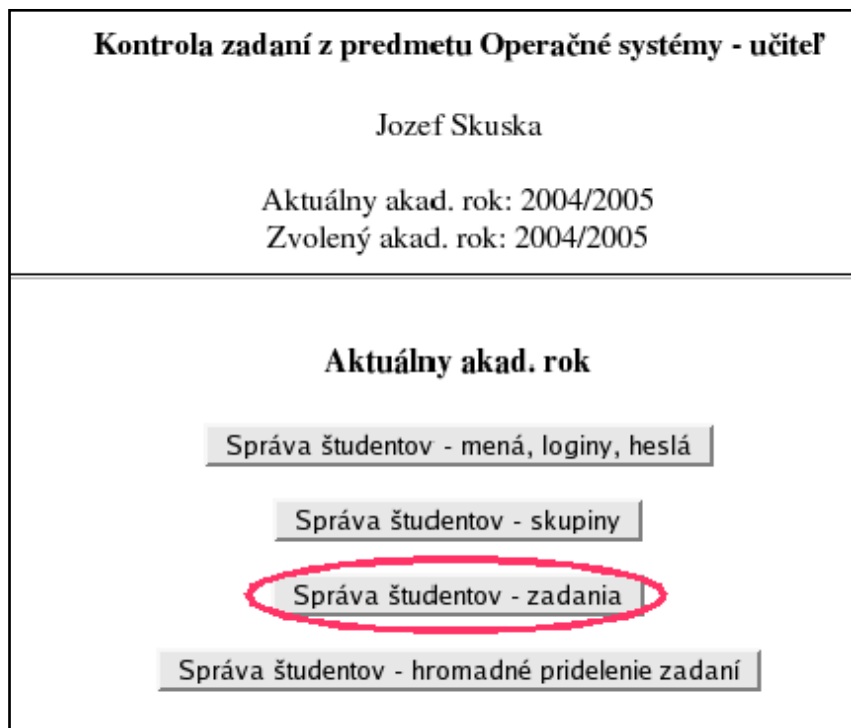 Kontrola zadaní z predmetu Operačné systémy - učiteľ
Jozef Skuska
Aktuálny akad. rok: 2004/2005
Zvolený akad. rok: 2004/2005
Aktuálny akad. rok
Správa študentov - mená, loginy, heslá
Správa študentov - skupiny
Správa študentov - zadania
Správa študentov - hromadné pridelenie zadaní